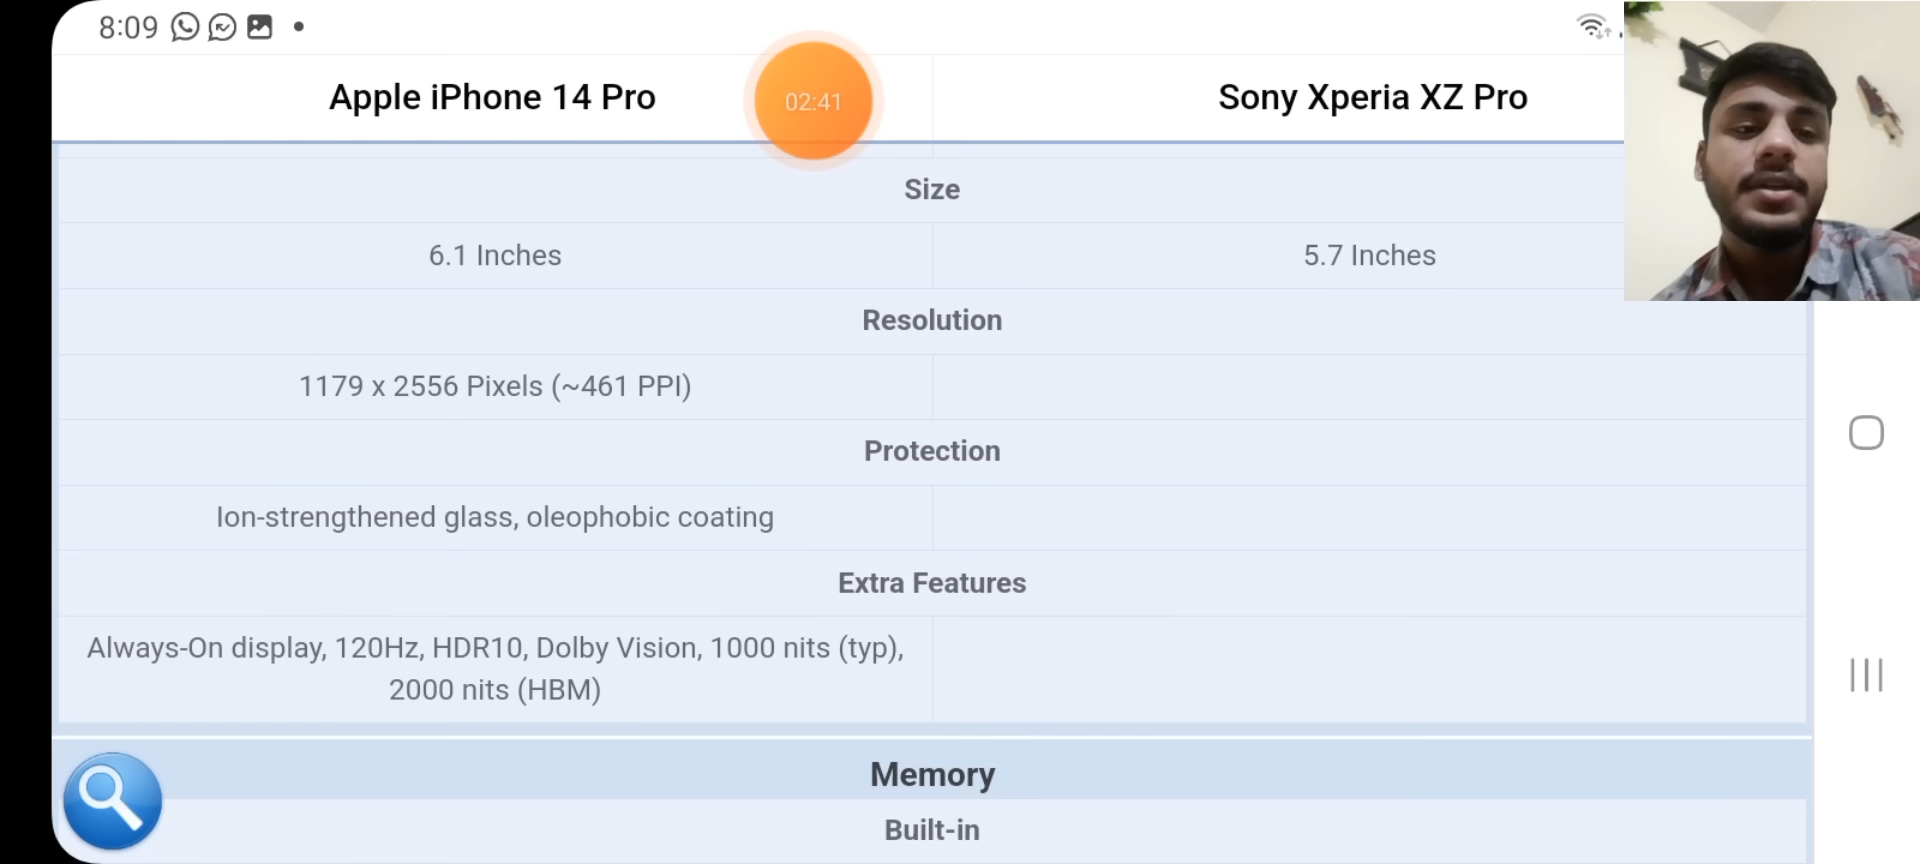 8:09
Apple iPhone 14 Pro
02:41
Sony Xperia XZ Pro
Size
6.1 Inches
5.7 Inches
Resolution
1179 x 2556 Pixels (~461 PPI)
Protection
Ion-strengthened glass, oleophobic coating
Extra Features
Always-On display, 120Hz, HDR10, Dolby Vision, 1000 nits (typ),
2000 nits (HBM)
Memory
Built-in